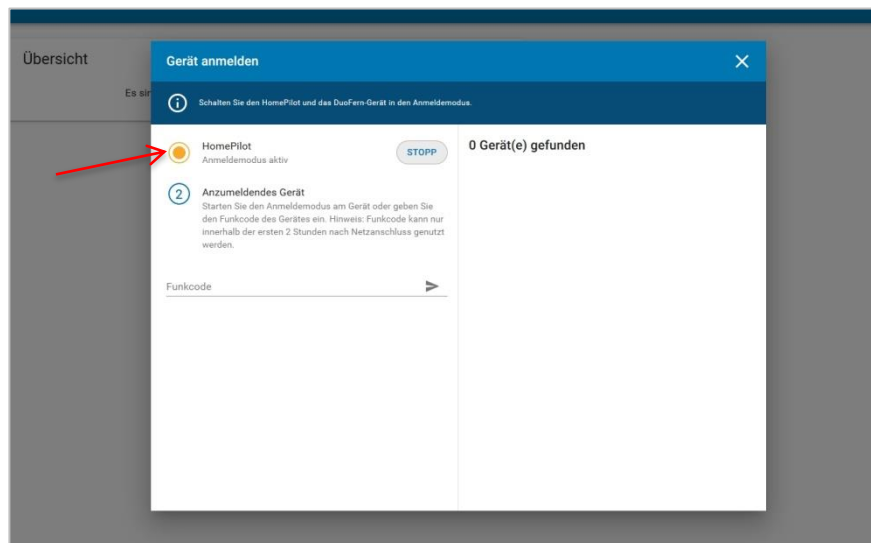 Übersicht
Es sin
Gerät anmelden
Schalten Sie den HomePilot und das DuoFern-Gerät in den Anmeldemodus.
HomePilot
Anmeldemodus aktiv
STOPP
2
Anzumeldendes Gerät
Starten Sie den Anmeldemodus am Gerät oder geben Sie
den Funkcode des Gerätes ein. Hinweis: Funkcode kann nur
innerhalb der ersten 2 Stunden nach Netzanschluss genutzt
werden.
Funkcode
0 Gerät(e) gefunden